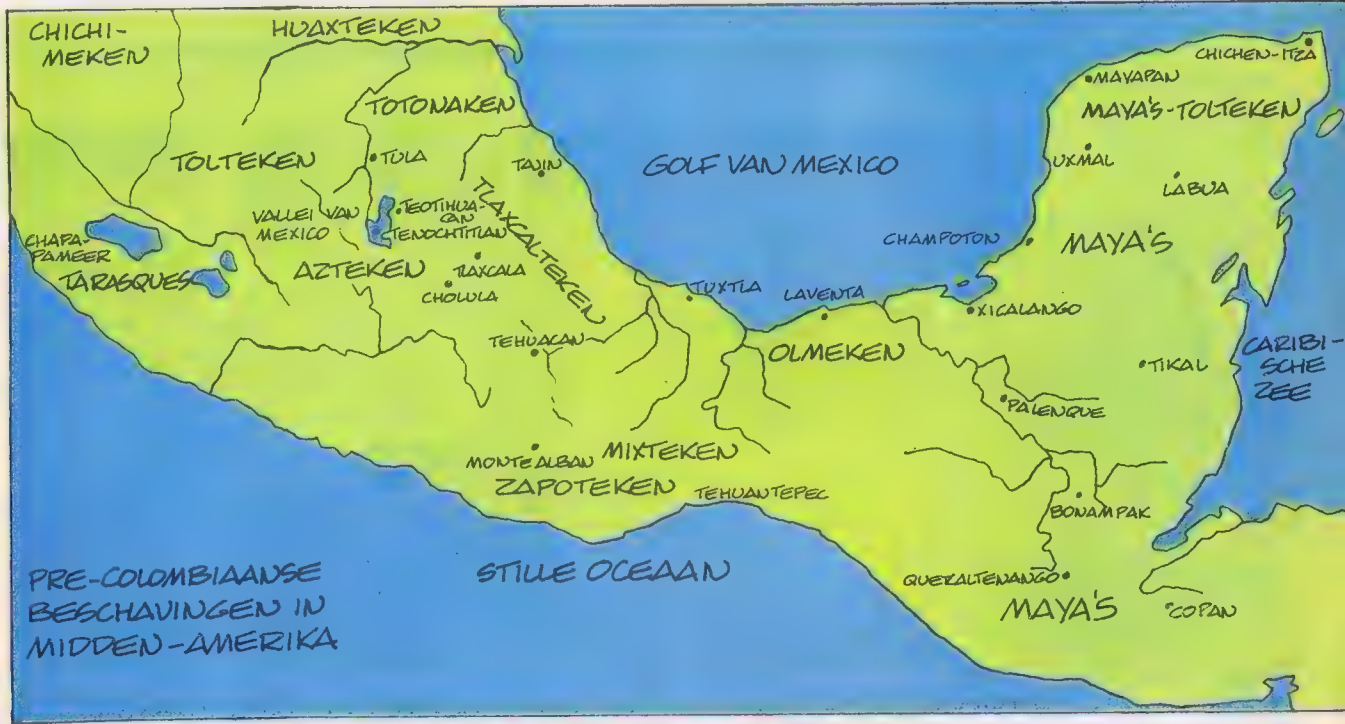 CHICHI-
MEKEN
HUAXTEKEN
TOTONAKEN
TOLTEKEN
TULA
TAJIN
VALLEI VAN
MEXICO
TEOTIHUA-
CAN
TENOCHTITLAN
TLAXCALTEKEN
CHAPA-
PAMEER
TARASQUES
AZTEKEN
TLAXCALA
CHOLULA
TEHUACAN
TUXTLA
LAVENTA
OLMEKEN
MONTE ALBAN
MIXTEKEN
ZAPOTEKEN
TEHUANTEPEC
GOLF VAN MEXICO
CHICHEN-ITZA
MAYAPAN
MAYA'S-TOLTEKEN
UXMAL
LABUA
CHAMPOTON
MAYA'S
XICALANGO
TIKAL
CARIBI-
SCHE
ZEE
PALENQUE
BONAMPAK
QUEZALTENANGO
MAYA'S
COPAN
STILLE OCEAAN
PRE-COLOMBIAANSE
BESCHAVINGEN IN
MIDDEN-AMERIKA